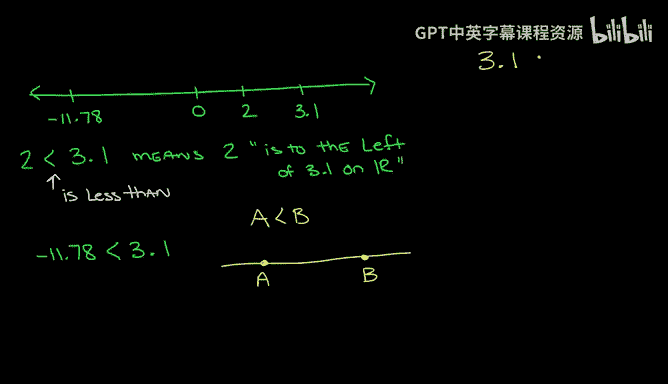 GPT中英字幕课程资源 bilibili
3.1 .
-11.78 0 2 3.1
2 < 3.1 MEANS 2 "is to the Left
of 3.1 on ℝ"
is Less THAN
A < B
-11.78 < 3.1
A B